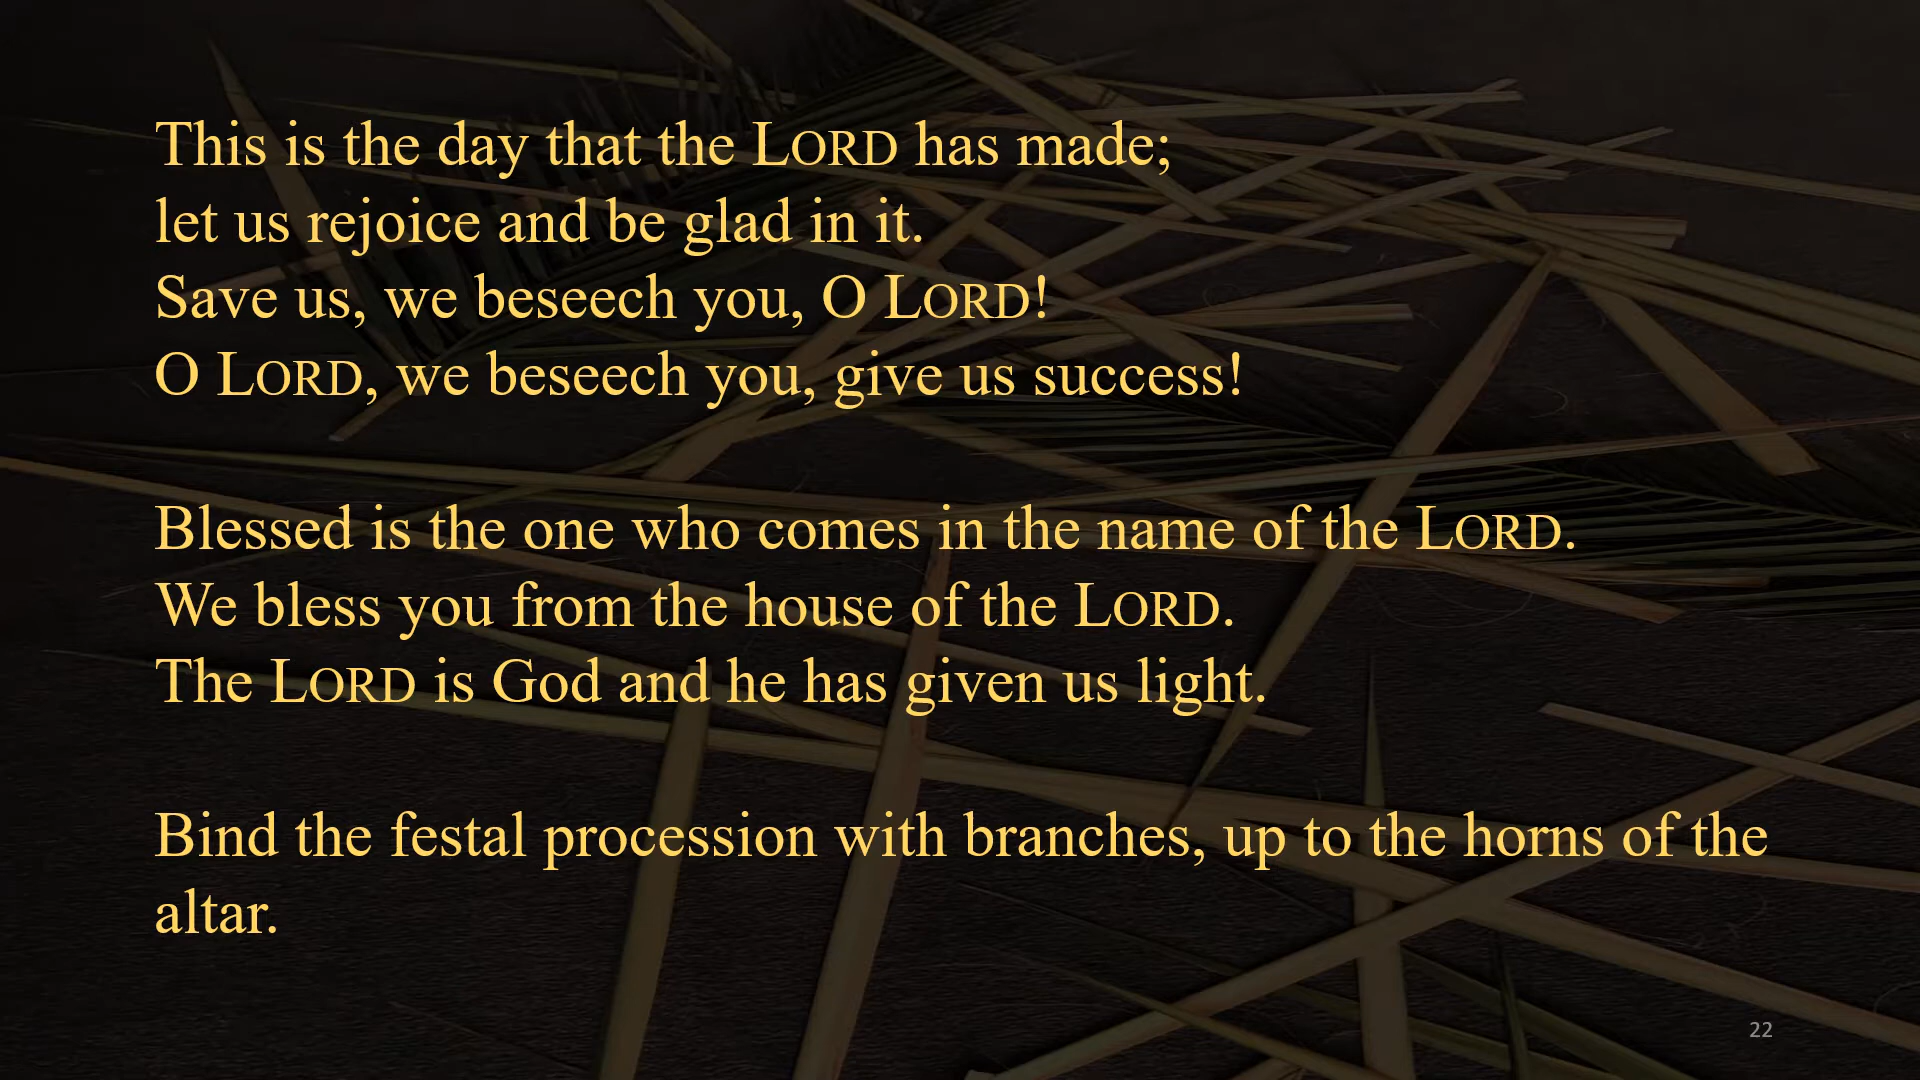 This is the day that the LORD has made;
let us rejoice and be glad in it.
Save us, we beseech you, O LORD!
O LORD, we beseech you, give us success!
Blessed is the one who comes in the name of the LORD.
We bless you from the house of the LORD.
The LORD is God and he has given us light.
Bind the festal procession with branches, up to the horns of the
altar.
22